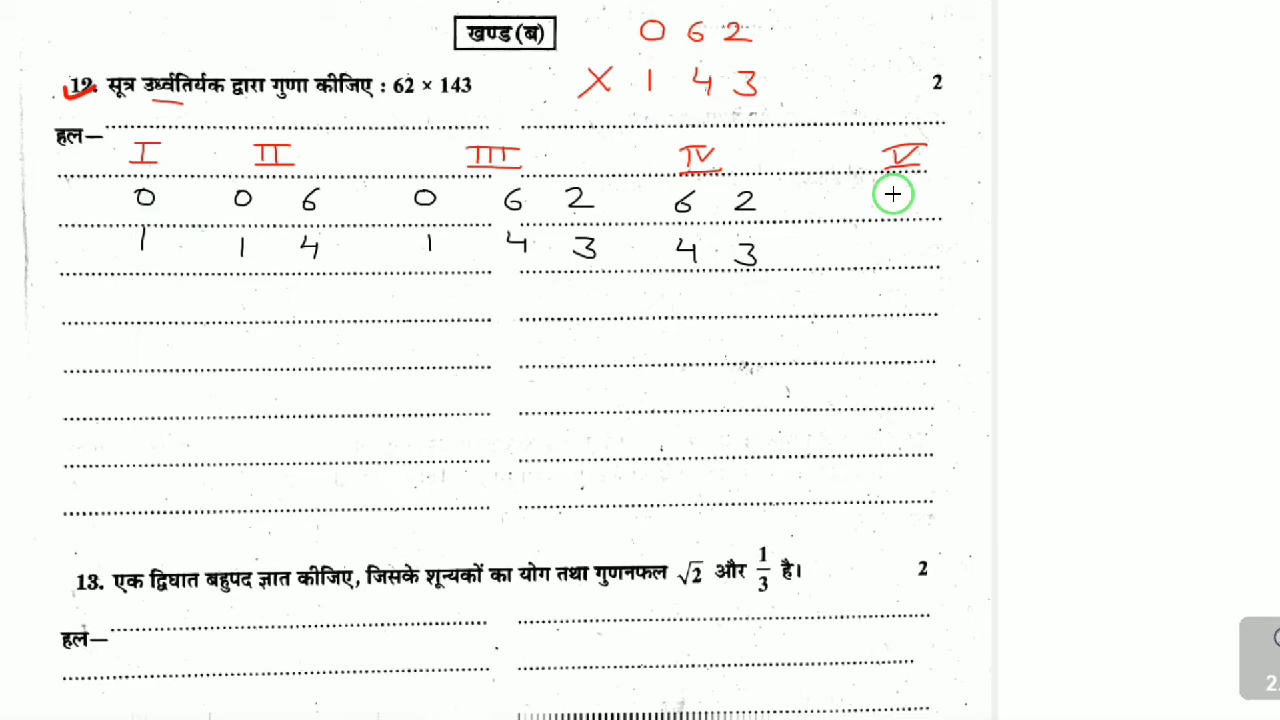 खण्ड (ब)
0 6 2
12. सूत्र उर्ध्वतिर्यक द्वारा गुणा कीजिए : 62 × 143 2
× 1 4 3
हल–
I II III IV V
0 0 6 0 6 2 6 2
1 1 4 1 4 3 4 3
13. एक द्विघात बहुपद ज्ञात कीजिए, जिसके शून्यकों का योग तथा गुणनफल √2 और 1/3 है। 2
हल–
2.